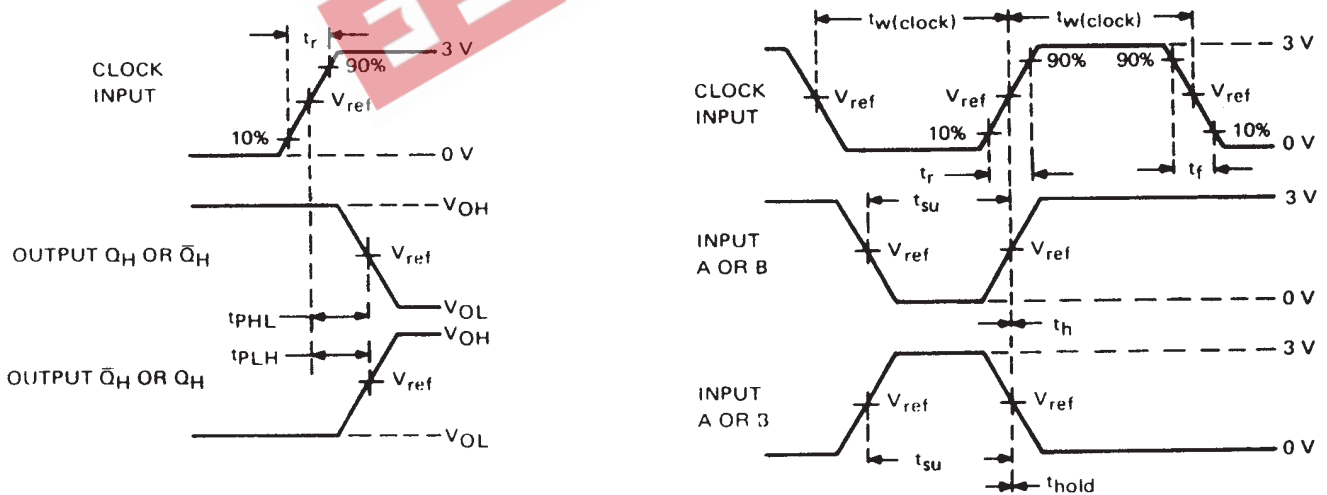 t_r
3 V
90%
CLOCK
INPUT
V_ref
10%
0 V
V_OH
OUTPUT Q_H OR Q̅_H
V_ref
V_OL
t_PHL
V_OH
t_PLH
OUTPUT Q̅_H OR Q_H
V_ref
V_OL
t_w(clock)
t_w(clock)
3 V
90%
90%
CLOCK
INPUT
V_ref
V_ref
V_ref
10%
10%
0 V
t_r
t_f
3 V
t_su
INPUT
A OR B
V_ref
V_ref
0 V
t_h
3 V
INPUT
A OR B
V_ref
V_ref
0 V
t_su
t_hold